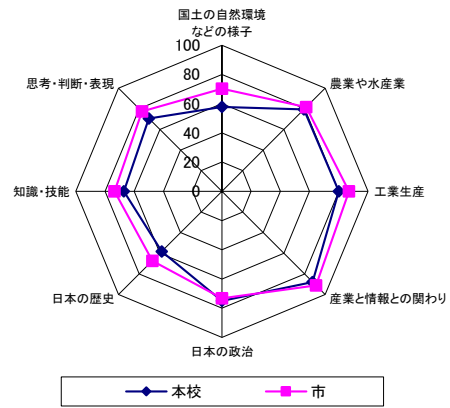 国土の自然環境
などの様子
100
80
60
40
20
0
農業や水産業
工業生産
産業と情報との関わり
日本の政治
日本の歴史
知識・技能
思考・判断・表現
本校
市